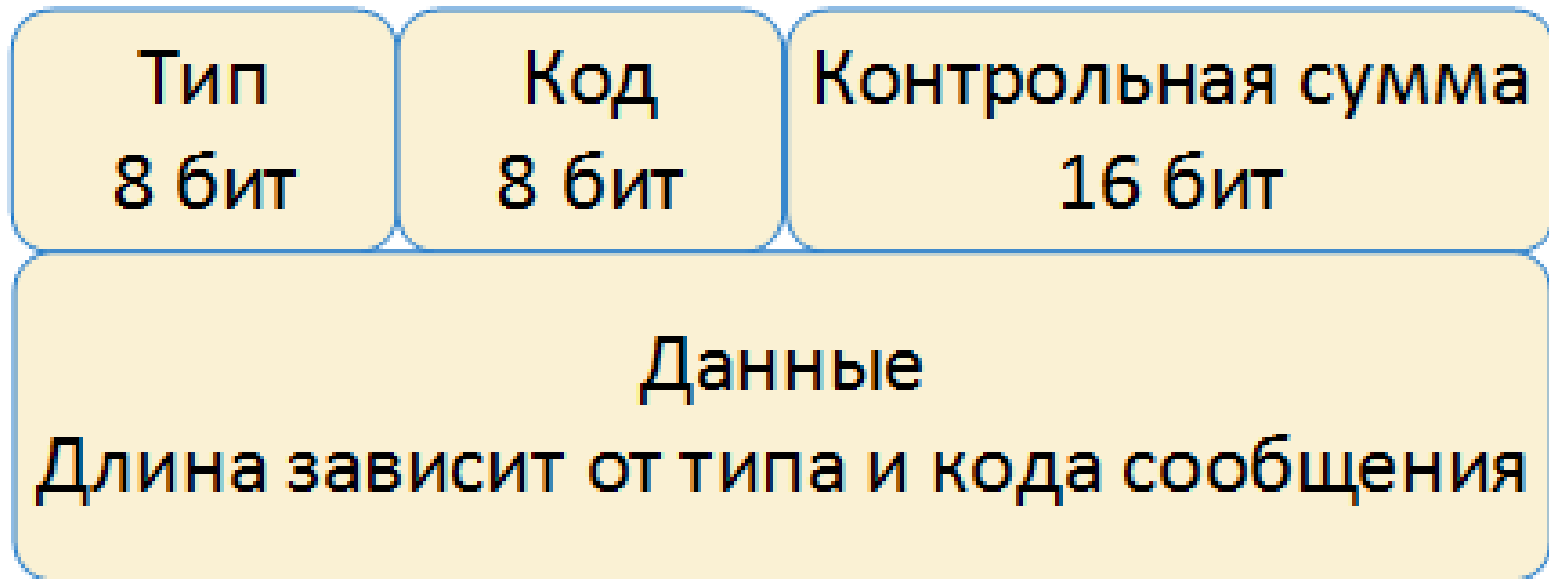 Тип
8 бит
Код
8 бит
Контрольная сумма
16 бит
Данные
Длина зависит от типа и кода сообщения